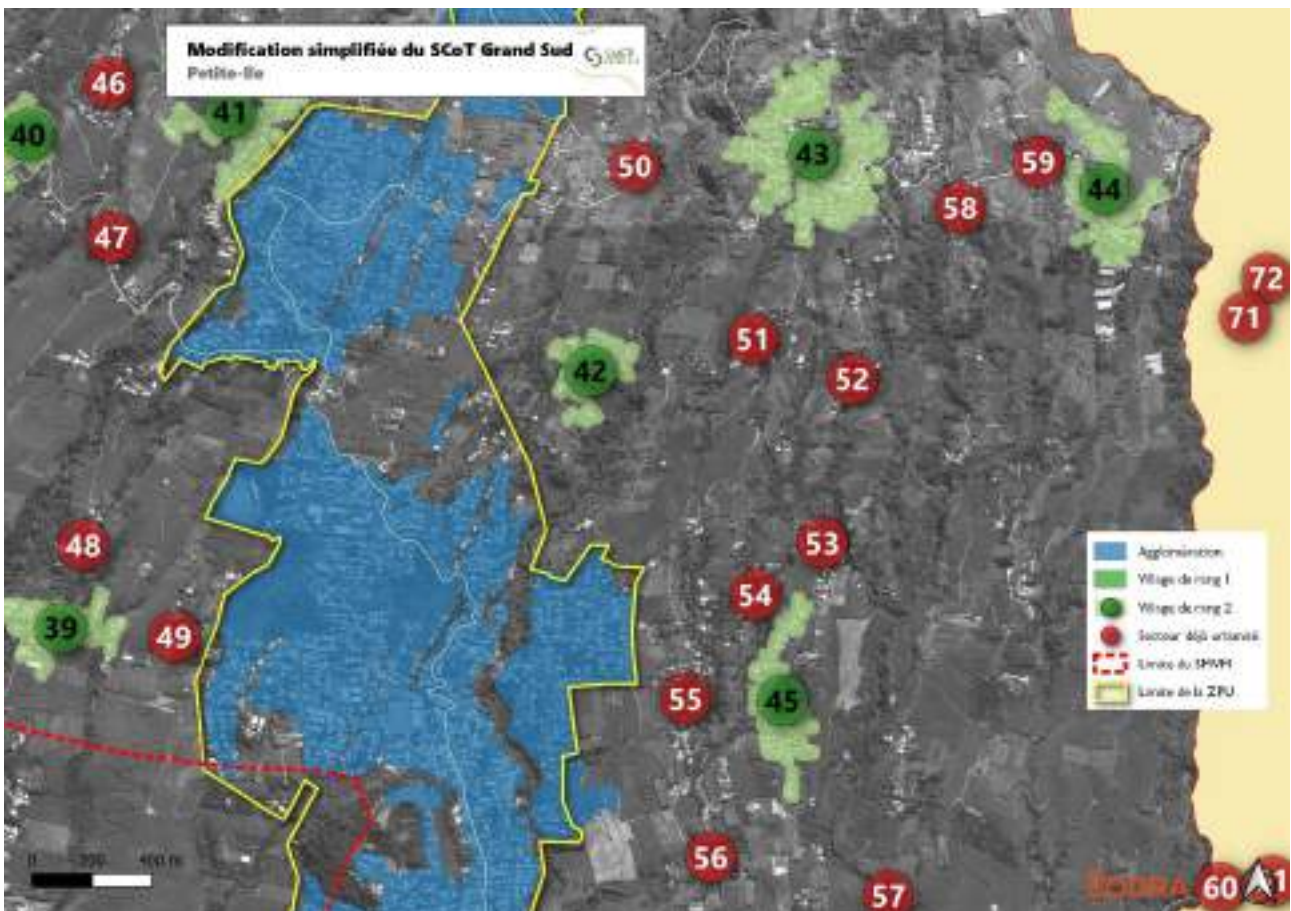 Modification simplifiée du SCoT Grand Sud
Petite-Ile
46
41
40
50
43
59
44
58
47
72
71
51
42
52
48
53
54
39
49
55
45
56
57
60
Agglomération
Village de rang 1
Village de rang 2
Secteur déjà urbanisé
Limite du SMVM
Limite de la ZPU
0 200 400 m